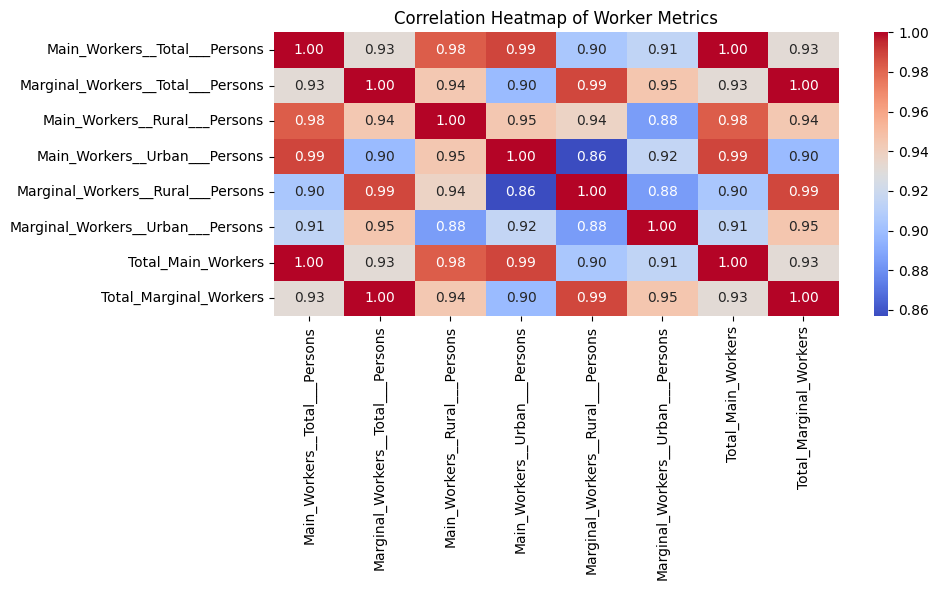 Correlation Heatmap of Worker Metrics
Main_Workers__Total___Persons 1.00 0.93 0.98 0.99 0.90 0.91 1.00 0.93
Marginal_Workers__Total___Persons 0.93 1.00 0.94 0.90 0.99 0.95 0.93 1.00
Main_Workers__Rural___Persons 0.98 0.94 1.00 0.95 0.94 0.88 0.98 0.94
Main_Workers__Urban___Persons 0.99 0.90 0.95 1.00 0.86 0.92 0.99 0.90
Marginal_Workers__Rural___Persons 0.90 0.99 0.94 0.86 1.00 0.88 0.90 0.99
Marginal_Workers__Urban___Persons 0.91 0.95 0.88 0.92 0.88 1.00 0.91 0.95
Total_Main_Workers 1.00 0.93 0.98 0.99 0.90 0.91 1.00 0.93
Total_Marginal_Workers 0.93 1.00 0.94 0.90 0.99 0.95 0.93 1.00
Main_Workers__Total___Persons
Marginal_Workers__Total___Persons
Main_Workers__Rural___Persons
Main_Workers__Urban___Persons
Marginal_Workers__Rural___Persons
Marginal_Workers__Urban___Persons
Total_Main_Workers
Total_Marginal_Workers
1.00
0.98
0.96
0.94
0.92
0.90
0.88
0.86